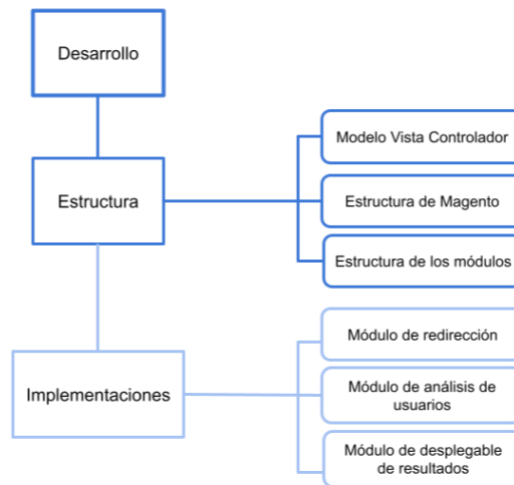 Desarrollo
Modelo Vista Controlador
Estructura
Estructura de Magento
Estructura de los módulos
Módulo de redirección
Implementaciones
Módulo de análisis de
usuarios
Módulo de desplegable
de resultados